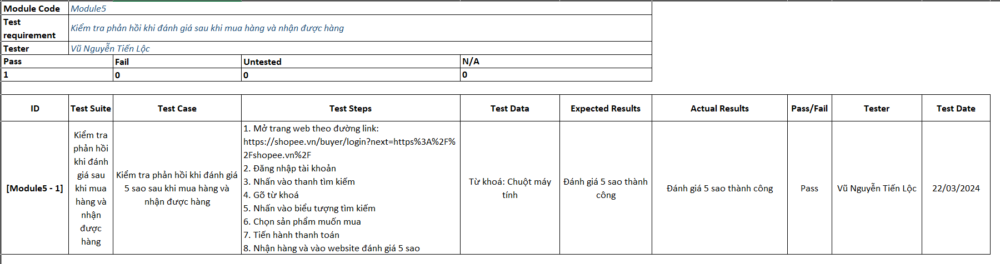 Module Code Module5
Test requirement Kiểm tra phản hồi khi đánh giá sau khi mua hàng và nhận được hàng
Tester Vũ Nguyễn Tiến Lộc
Pass Fail Untested N/A
1 0 0 0
ID Test Suite Test Case Test Steps Test Data Expected Results Actual Results Pass/Fail Tester Test Date
[Module5 - 1]
Kiểm tra
phản hồi
khi đánh
giá sau
khi mua
hàng và
nhận
được
hàng
Kiểm tra phản hồi khi đánh giá
5 sao sau khi mua hàng và
nhận được hàng
1. Mở trang web theo đường link:
https://shopee.vn/buyer/login?next=https%3A%2F%
2Fshopee.vn%2F
2. Đăng nhập tài khoản
3. Nhấn vào thanh tìm kiếm
4. Gõ từ khoá
5. Nhấn vào biểu tượng tìm kiếm
6. Chọn sản phẩm muốn mua
7. Tiến hành thanh toán
8. Nhận hàng và vào website đánh giá 5 sao
Từ khoá: Chuột máy
tính
Đánh giá 5 sao thành
công
Đánh giá 5 sao thành công
Pass
Vũ Nguyễn Tiến Lộc
22/03/2024